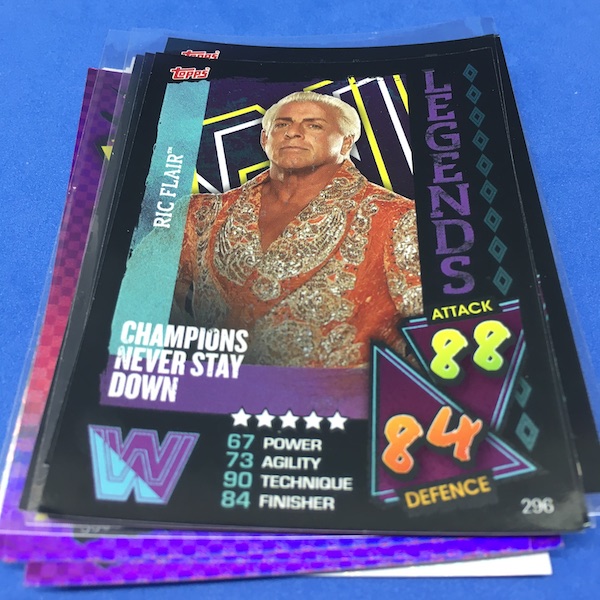 topps
topps
LEGENDS
RIC FLAIR™
CHAMPIONS
NEVER STAY
DOWN
ATTACK
88
84
DEFENCE
67 POWER
73 AGILITY
90 TECHNIQUE
84 FINISHER
W
296